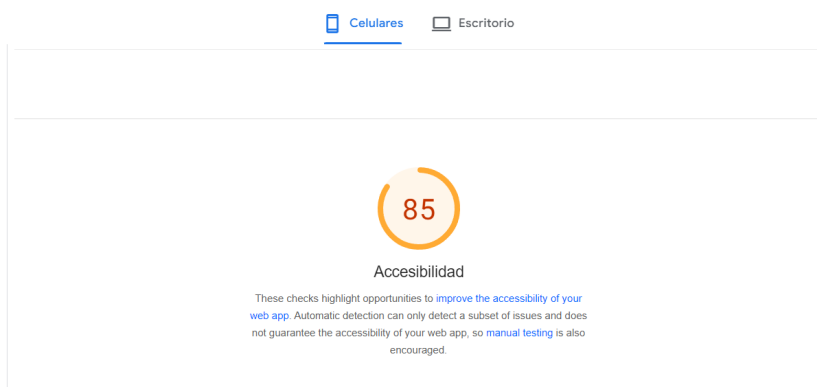 Celulares
Escritorio
85
Accesibilidad
These checks highlight opportunities to improve the accessibility of your
web app. Automatic detection can only detect a subset of issues and does
not guarantee the accessibility of your web app, so manual testing is also
encouraged.